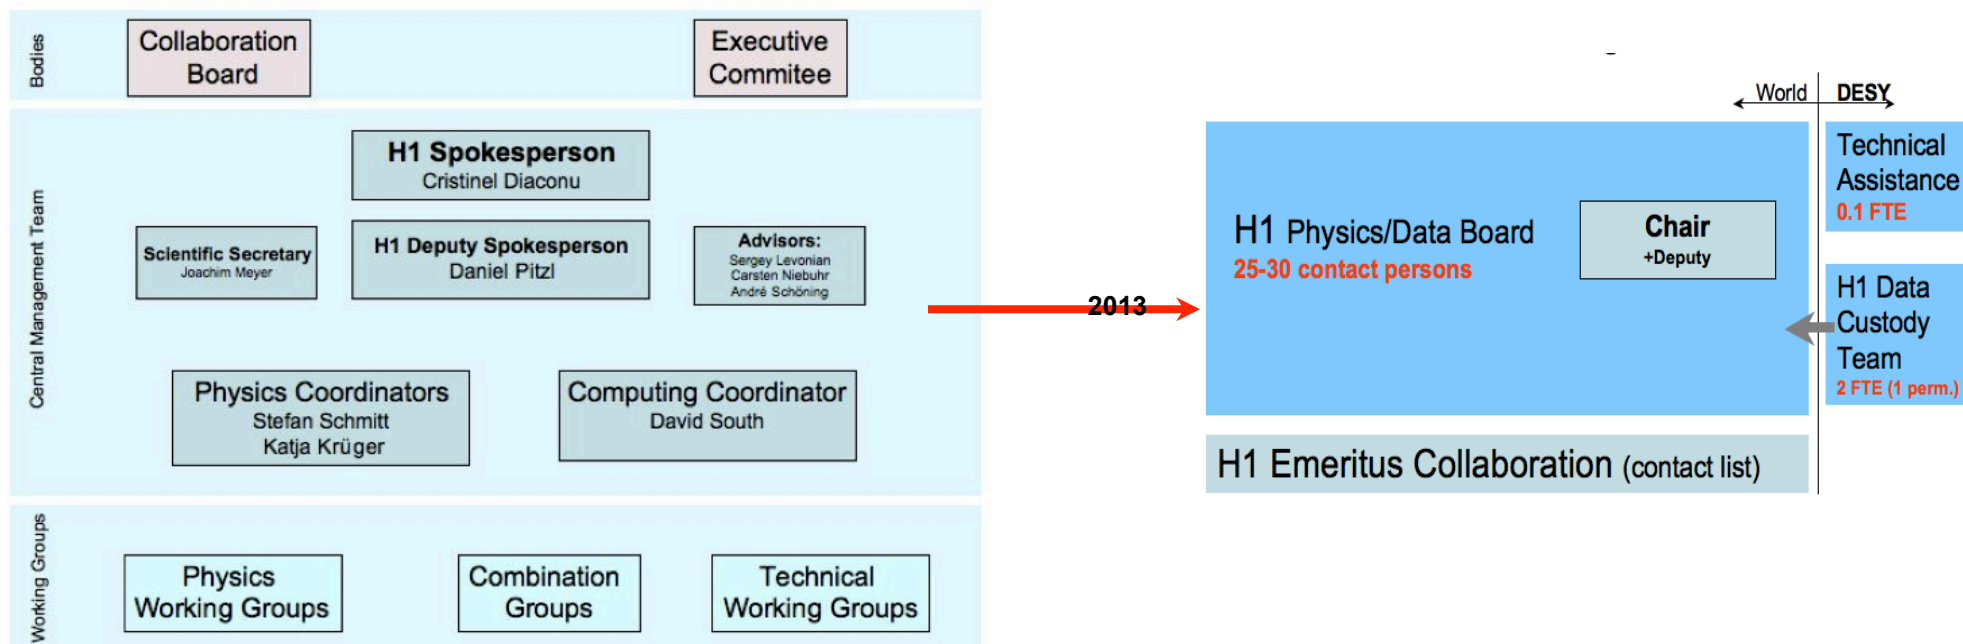 Bodies
Collaboration
Board
Executive
Commitee
Central Management Team
H1 Spokesperson
Cristinel Diaconu
Scientific Secretary
Joachim Meyer
H1 Deputy Spokesperson
Daniel Pitzl
Advisors:
Sergey Levonian
Carsten Niebuhr
André Schöning
Physics Coordinators
Stefan Schmitt
Katja Krüger
Computing Coordinator
David South
Working Groups
Physics
Working Groups
Combination
Groups
Technical
Working Groups
2013
World
DESY
H1 Physics/Data Board
25-30 contact persons
Chair
+Deputy
Technical
Assistance
0.1 FTE
H1 Data
Custody
Team
2 FTE (1 perm.)
H1 Emeritus Collaboration (contact list)